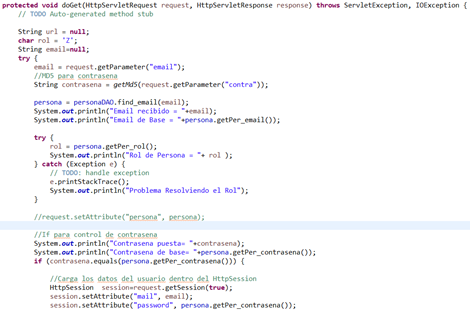 protected void doGet(HttpServletRequest request, HttpServletResponse response) throws ServletException, IOException {
// TODO Auto-generated method stub
String url = null;
char rol = 'Z';
String email=null;
try {
email = request.getParameter("email");
//MD5 para contrasena
String contrasena = getMd5(request.getParameter("contra"));
persona = personaDAO.find_email(email);
System.out.println("Email recibido = "+email);
System.out.println("Email de Base = "+persona.getPer_email());
try {
rol = persona.getPer_rol();
System.out.println("Rol de Persona = "+ rol );
} catch (Exception e) {
// TODO: handle exception
e.printStackTrace();
System.out.println("Problema Resolviendo el Rol");
}
//request.setAttribute("persona", persona);
//If para control de contrasena
System.out.println("Contrasena puesta= "+contrasena);
System.out.println("Contrasena de base= "+persona.getPer_contrasena());
if (contrasena.equals(persona.getPer_contrasena())) {
//Carga los datos del usuario dentro del HttpSession
HttpSession session=request.getSession(true);
session.setAttribute("mail", email);
session.setAttribute("password", persona.getPer_contrasena());